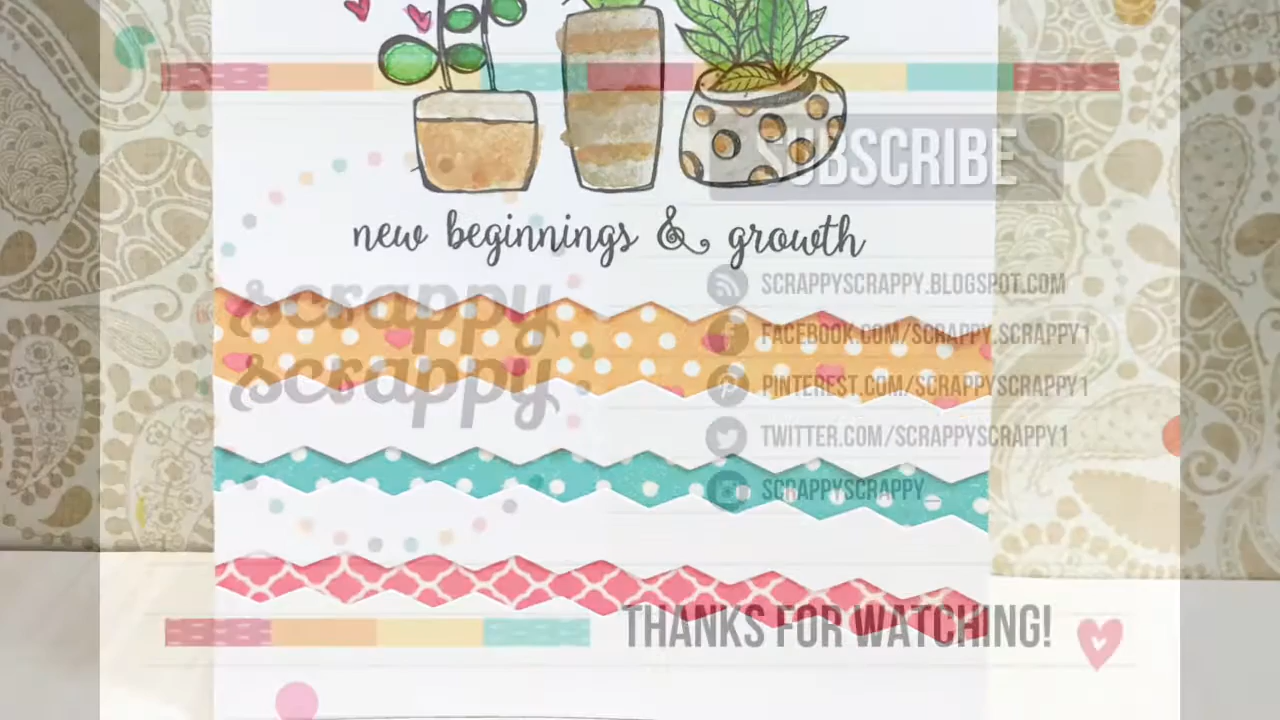 SUBSCRIBE
new beginnings & growth
scrappy
scrappy
SCRAPPYSCRAPPY.BLOGSPOT.COM
FACEBOOK.COM/SCRAPPY.SCRAPPY1
PINTEREST.COM/SCRAPPYSCRAPPY1
TWITTER.COM/SCRAPPYSCRAPPY1
SCRAPPYSCRAPPY_
THANKS FOR WATCHING!